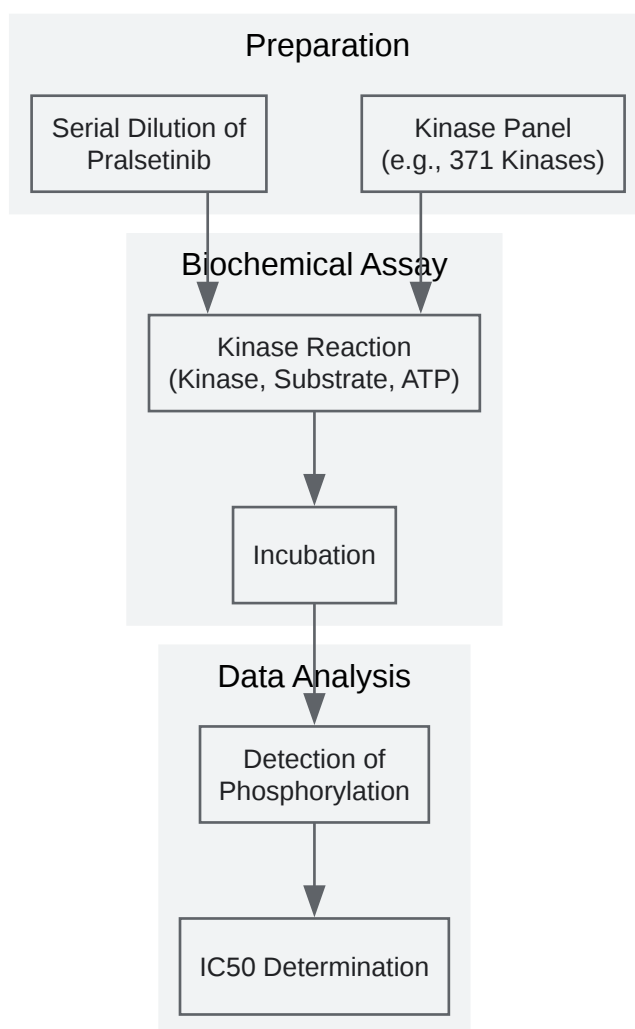 Preparation
Serial Dilution of
Pralsetinib
Kinase Panel
(e.g., 371 Kinases)
Biochemical Assay
Kinase Reaction
(Kinase, Substrate, ATP)
Incubation
Data Analysis
Detection of
Phosphorylation
IC50 Determination